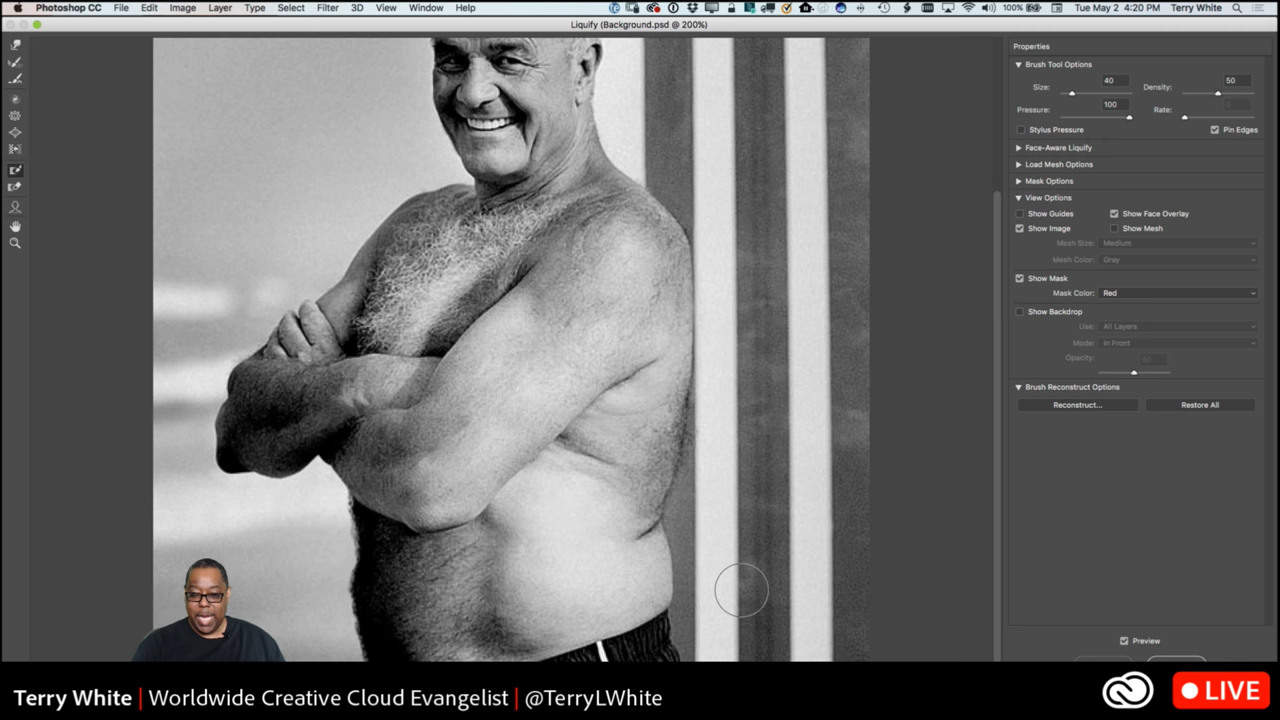 Photoshop CC File Edit Image Layer Type Select Filter 3D View Window Help 100% Tue May 2 4:20 PM Terry White
Liquify (Background.psd @ 200%)
Properties
Brush Tool Options
Size: 40 Density: 50
Pressure: 100 Rate:
Stylus Pressure Pin Edges
Face-Aware Liquify
Load Mesh Options
Mask Options
View Options
Show Guides Show Face Overlay
Show Image Show Mesh
Mesh Size: Medium
Mesh Color: Gray
Show Mask
Mask Color: Red
Show Backdrop
Use: All Layers
Mode: In Front
Opacity:
Brush Reconstruct Options
Reconstruct... Restore All
Preview
Terry White | Worldwide Creative Cloud Evangelist | @TerryLWhite
LIVE